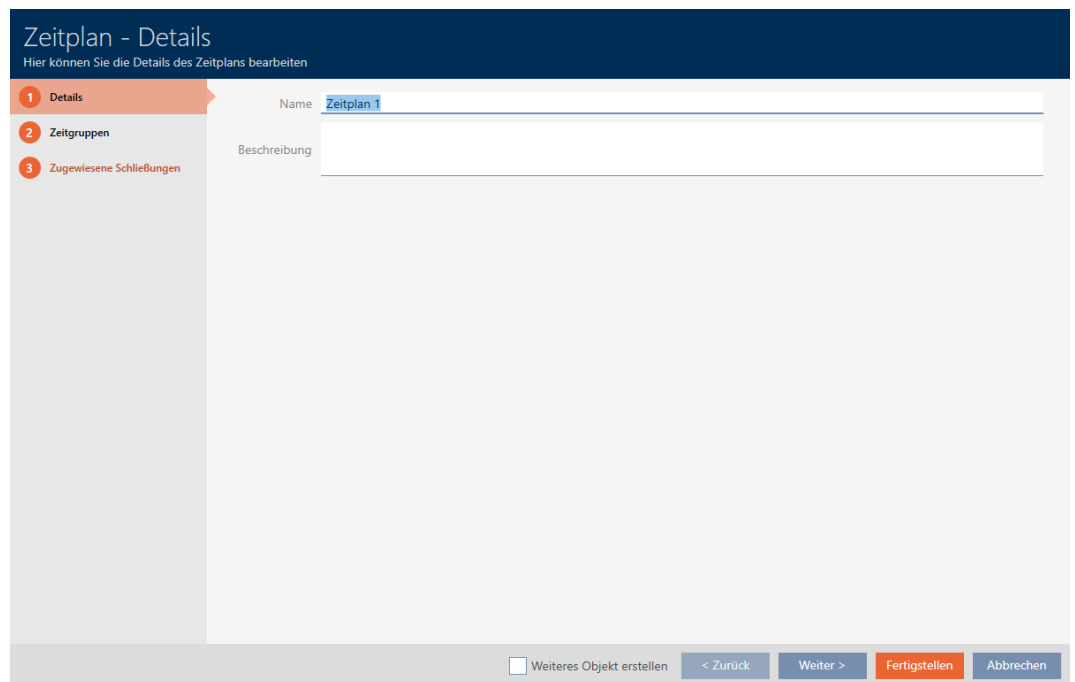 Zeitplan - Details
Hier können Sie die Details des Zeitplans bearbeiten
1 Details
2 Zeitgruppen
3 Zugewiesene Schließungen
Name Zeitplan 1
Beschreibung
Weiteres Objekt erstellen < Zurück Weiter > Fertigstellen Abbrechen